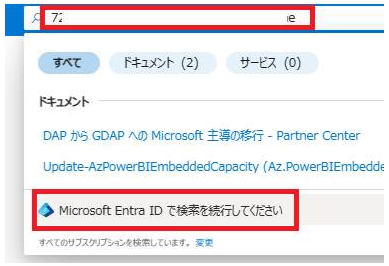 72 e
すべて ドキュメント (2) サービス (0)
ドキュメント
DAP から GDAP への Microsoft 主導の移行 - Partner Center
Update-AzPowerBIEmbeddedCapacity (Az.PowerBIEmbedde
Microsoft Entra ID で検索を続行してください
すべてのサブスクリプションを検索しています。 変更